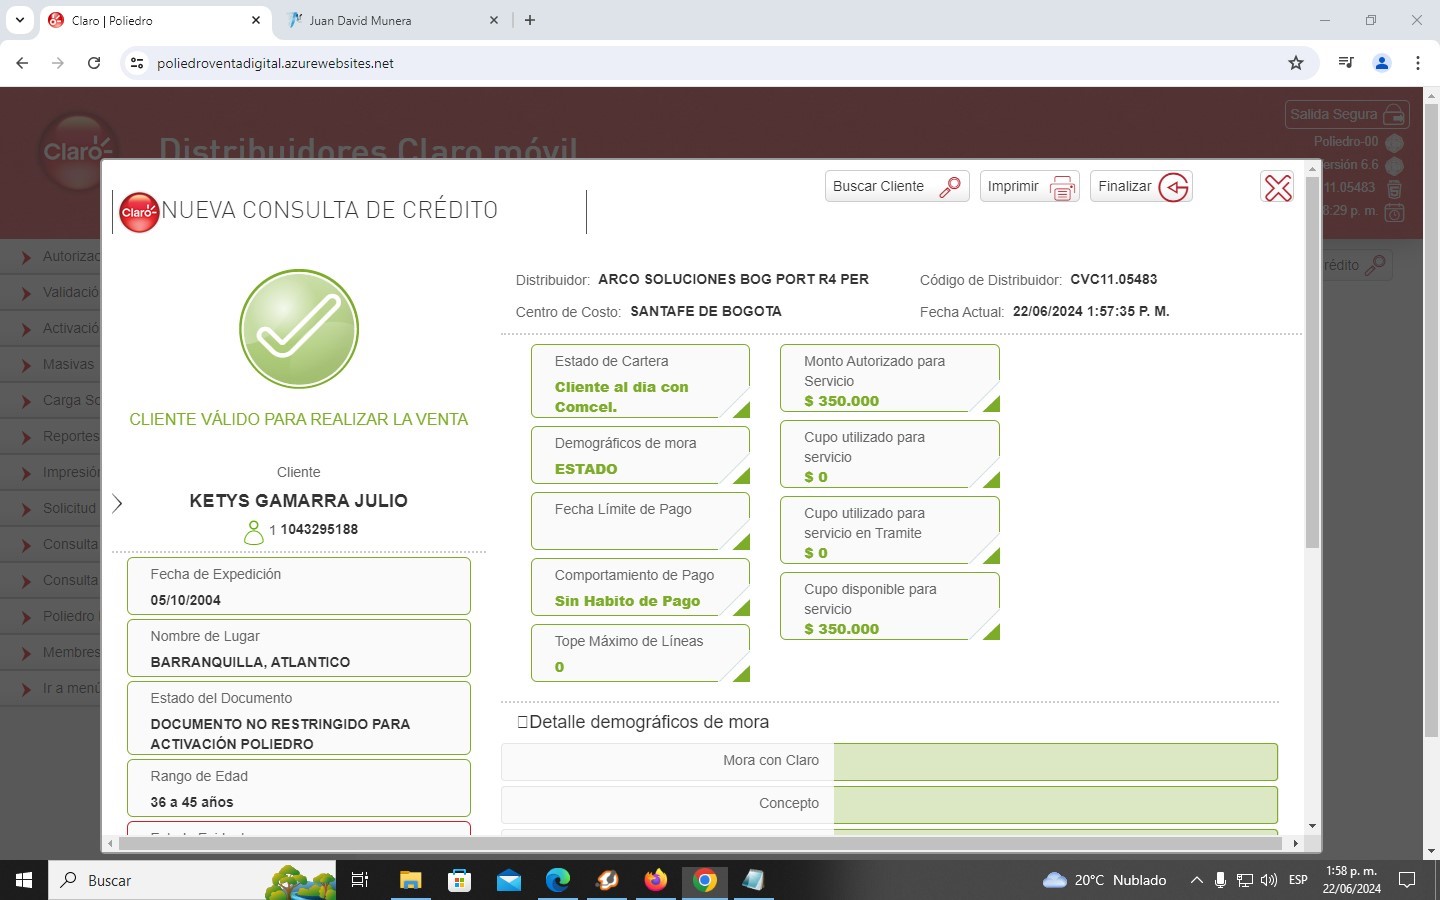 Claro | Poliedro
Juan David Munera
poliedroventadigital.azurewebsites.net
Claro
Distribuidores Claro móvil
Salida Segura
Poliedro-00
ersión 6.6
11.05483
8:29 p. m.
rédito
Autorizac
Validació
Activació
Masivas
Carga So
Reportes
Impresión
Solicitud
Consulta
Consulta
Poliedro
Membres
Ir a menú
Buscar Cliente
Imprimir
Finalizar
Claro
NUEVA CONSULTA DE CRÉDITO
CLIENTE VÁLIDO PARA REALIZAR LA VENTA
Cliente
KETYS GAMARRA JULIO
1 1043295188
Fecha de Expedición
05/10/2004
Nombre de Lugar
BARRANQUILLA, ATLANTICO
Estado del Documento
DOCUMENTO NO RESTRINGIDO PARA
ACTIVACIÓN POLIEDRO
Rango de Edad
36 a 45 años
Distribuidor: ARCO SOLUCIONES BOG PORT R4 PER
Código de Distribuidor: CVC11.05483
Centro de Costo: SANTAFE DE BOGOTA
Fecha Actual: 22/06/2024 1:57:35 P. M.
Estado de Cartera
Cliente al dia con
Comcel.
Demográficos de mora
ESTADO
Fecha Límite de Pago
Comportamiento de Pago
Sin Habito de Pago
Tope Máximo de Líneas
0
Monto Autorizado para
Servicio
$ 350.000
Cupo utilizado para
servicio
$ 0
Cupo utilizado para
servicio en Tramite
$ 0
Cupo disponible para
servicio
$ 350.000
Detalle demográficos de mora
Mora con Claro
Concepto
Buscar
20°C Nublado
ESP
1:58 p. m.
22/06/2024